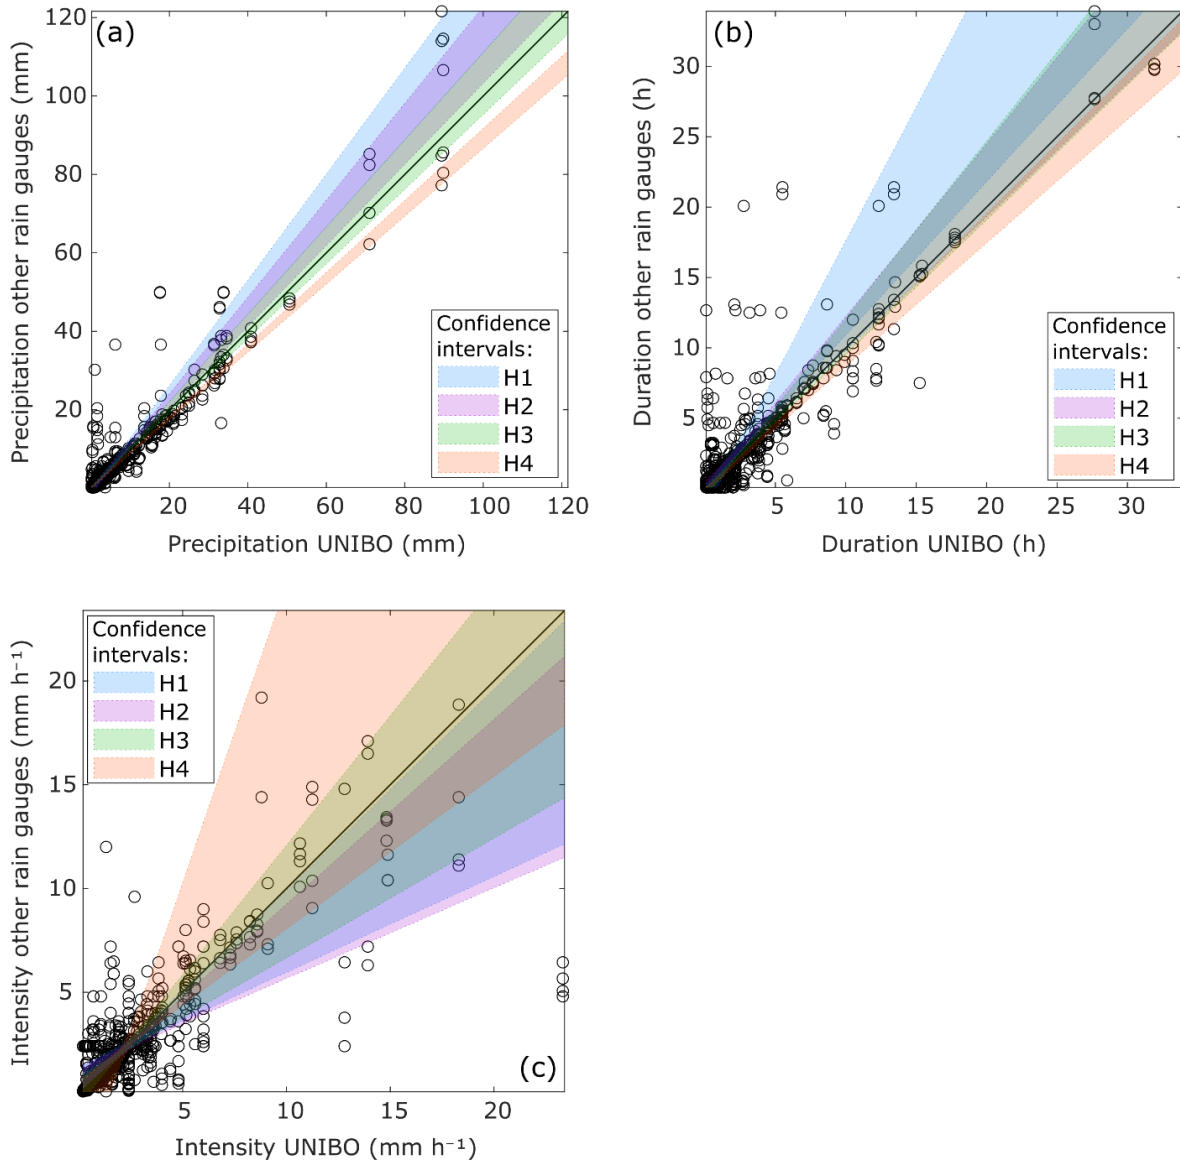 (a)
Precipitation other rain gauges (mm)
120
100
80
60
40
20
Confidence
intervals:
H1
H2
H3
H4
20
40
60
80
100
120
Precipitation UNIBO (mm)
(b)
Duration other rain gauges (h)
30
25
20
15
10
5
Confidence
intervals:
H1
H2
H3
H4
5
10
15
20
25
30
Duration UNIBO (h)
Confidence
intervals:
H1
H2
H3
H4
Intensity other rain gauges (mm h⁻¹)
20
15
10
5
(c)
5
10
15
20
Intensity UNIBO (mm h⁻¹)